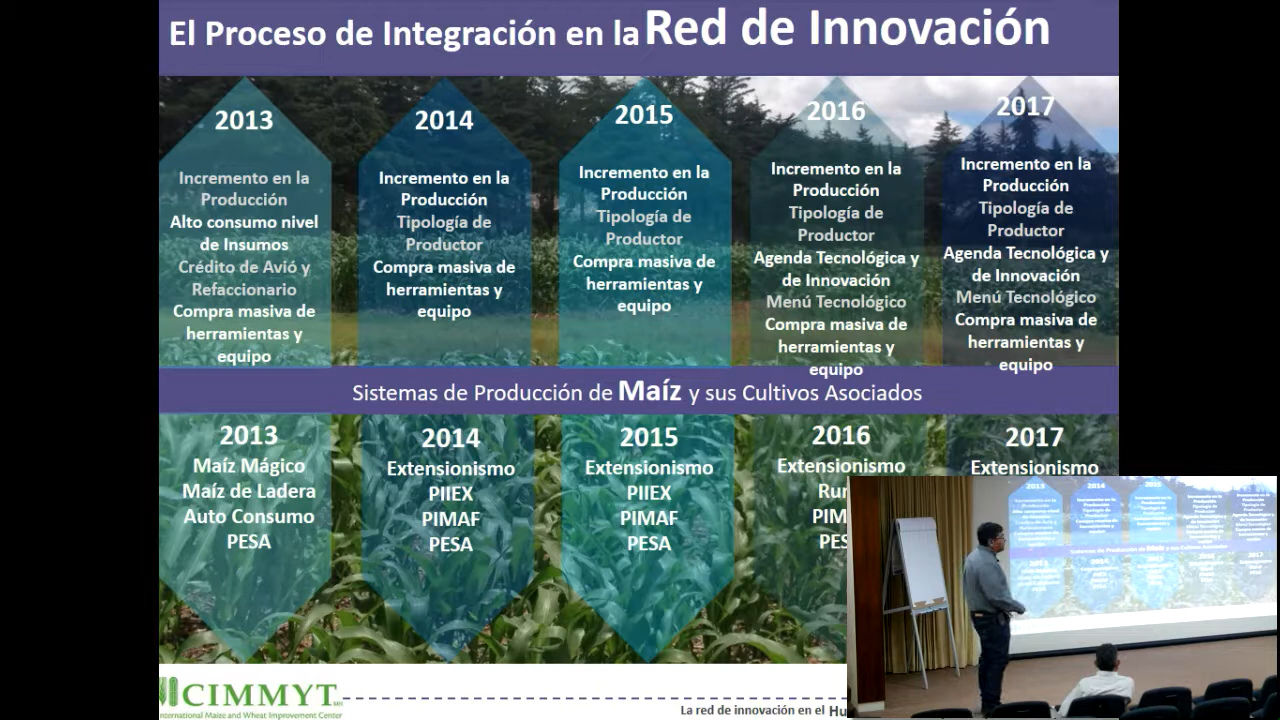 El Proceso de Integración en la Red de Innovación
2013
Incremento en la
Producción
Alto consumo nivel
de Insumos
Crédito de Avió y
Refaccionario
Compra masiva de
herramientas y
equipo
2014
Incremento en la
Producción
Tipología de
Productor
Compra masiva de
herramientas y
equipo
2015
Incremento en la
Producción
Tipología de
Productor
Compra masiva de
herramientas y
equipo
2016
Incremento en la
Producción
Tipología de
Productor
Agenda Tecnológica y
de Innovación
Menú Tecnológico
Compra masiva de
herramientas y
equipo
2017
Incremento en la
Producción
Tipología de
Productor
Agenda Tecnológica y
de Innovación
Menú Tecnológico
Compra masiva de
herramientas y
equipo
Sistemas de Producción de Maíz y sus Cultivos Asociados
2013
Maíz Mágico
Maíz de Ladera
Auto Consumo
PESA
2014
Extensionismo
PIIEX
PIMAF
PESA
2015
Extensionismo
PIIEX
PIMAF
PESA
2016
Extensionismo
2017
Extensionismo
CIMMYT
International Maize and Wheat Improvement Center
La red de innovación en el